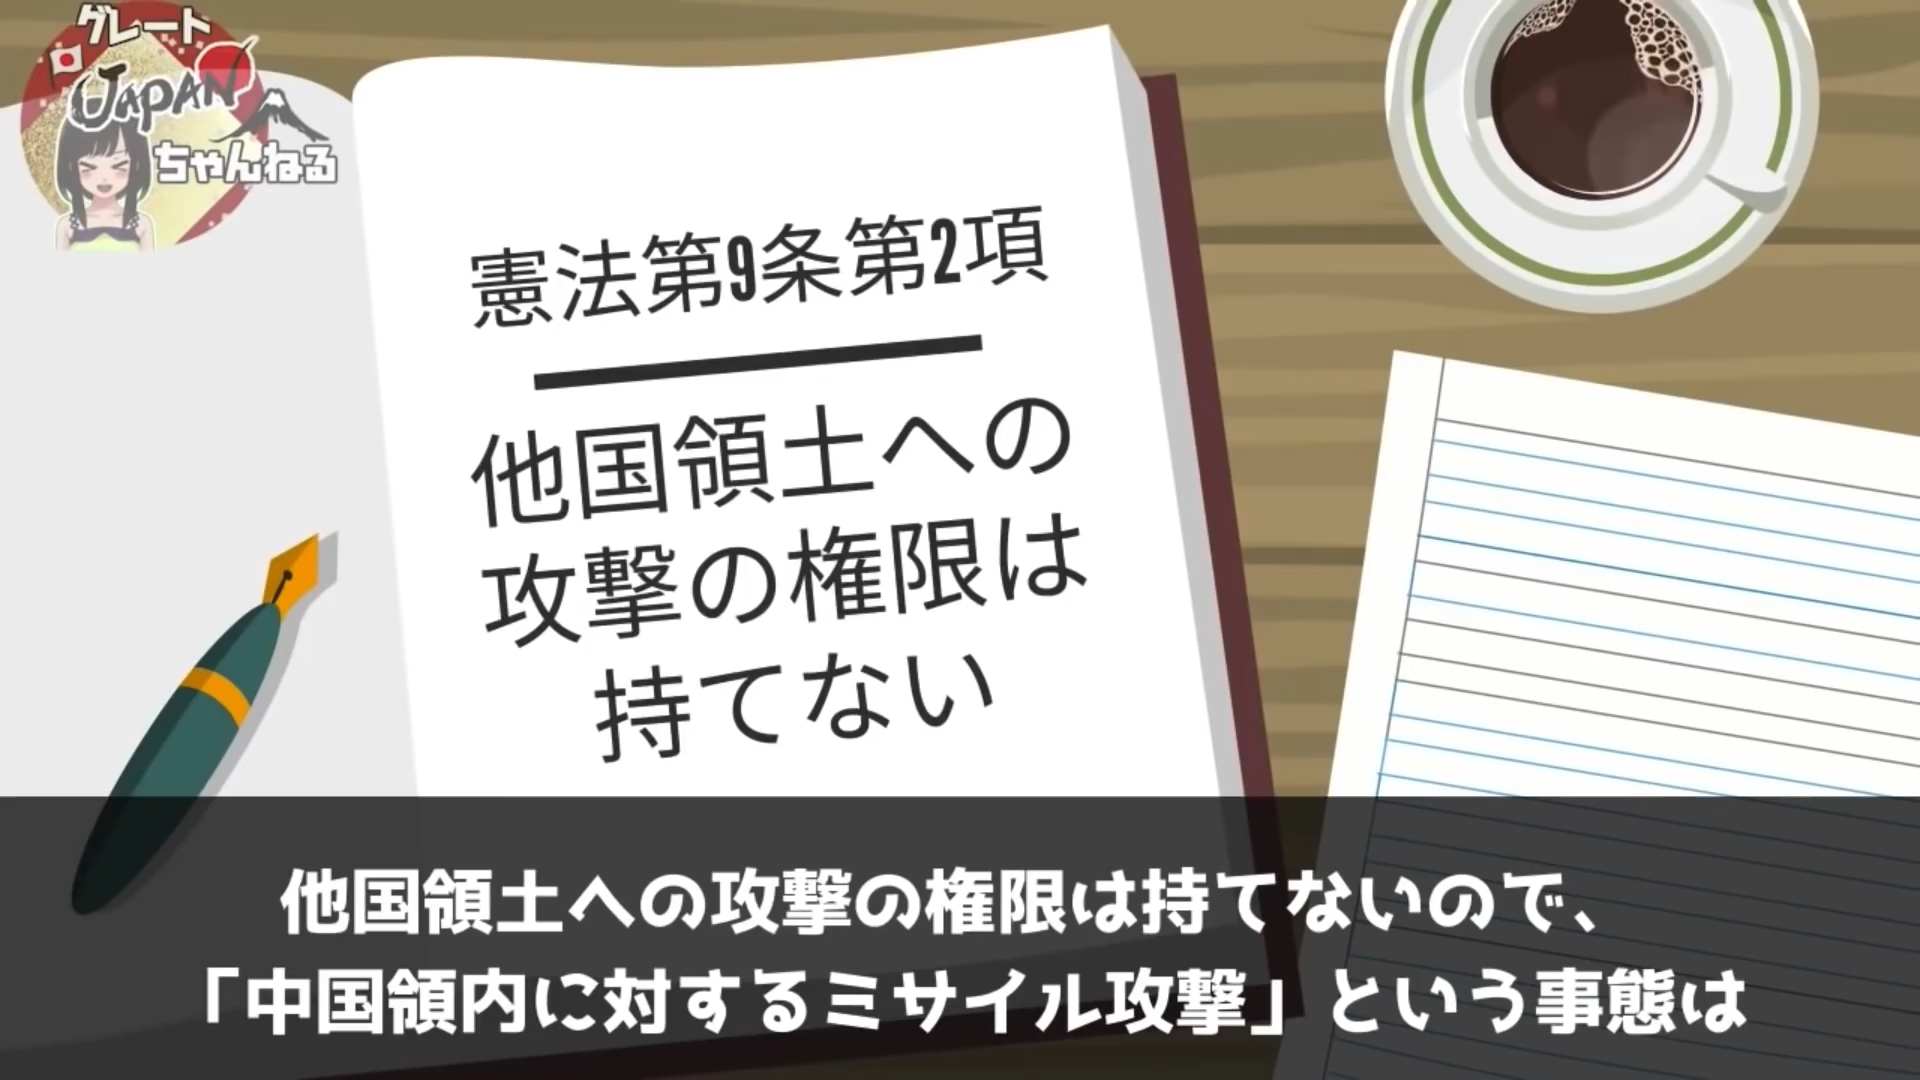 グレート
JAPAN
ちゃんねる
憲法第9条第2項
他国領土への
攻撃の権限は
持てない
他国領土への攻撃の権限は持てないので、
「中国領内に対するミサイル攻撃」という事態は